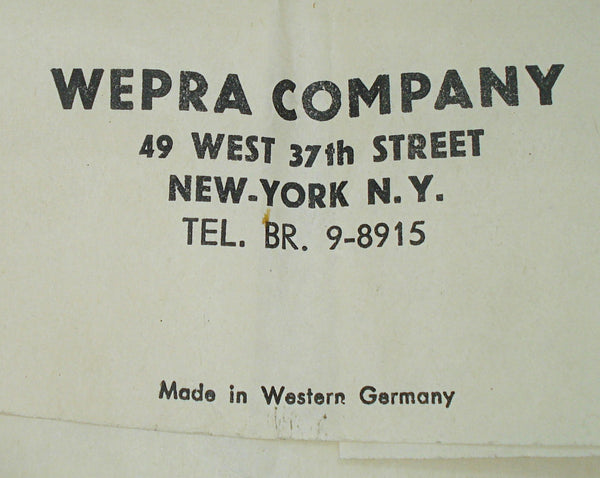 WEPRA COMPANY
49 WEST 37th STREET
NEW-YORK N.Y.
TEL. BR. 9-8915
Made in Western Germany